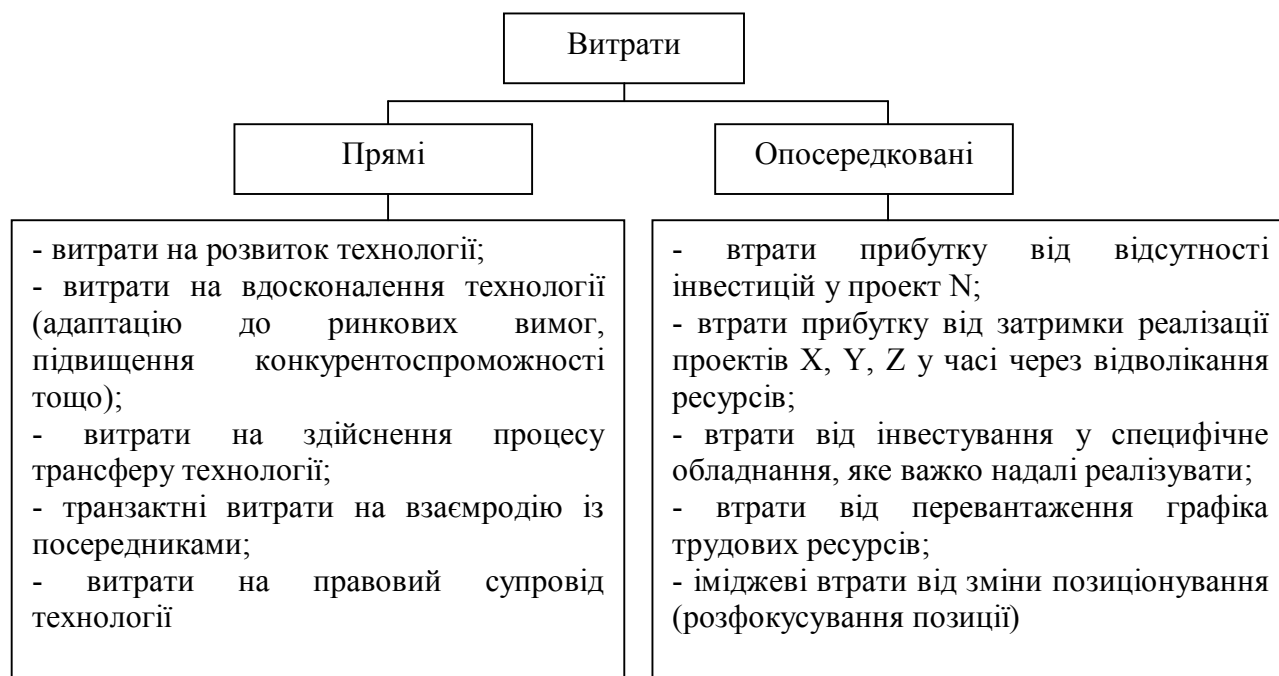 Витрати
Прямі
Опосередковані
- витрати на розвиток технології;
- витрати на вдосконалення технології
(адаптацію до ринкових вимог,
підвищення конкурентоспроможності
тощо);
- витрати на здійснення процесу
трансферу технології;
- транзактні витрати на взаємродію із
посередниками;
- витрати на правовий супровід
технології
- втрати прибутку від відсутності
інвестицій у проект N;
- втрати прибутку від затримки реалізації
проектів X, Y, Z у часі через відволікання
ресурсів;
- втрати від інвестування у специфічне
обладнання, яке важко надалі реалізувати;
- втрати від перевантаження графіка
трудових ресурсів;
- іміджеві втрати від зміни позиціонування
(розфокусування позиції)